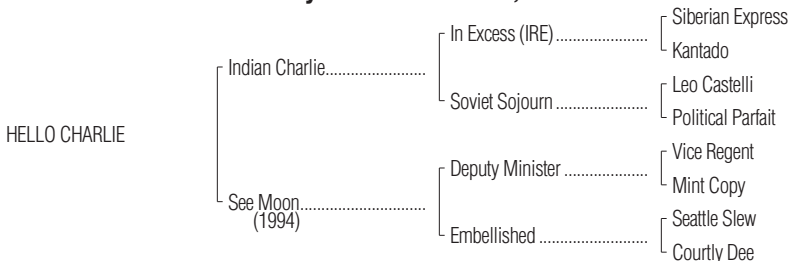 Siberian Express
In Excess (IRE)
Kantado
Indian Charlie
Leo Castelli
Soviet Sojourn
Political Parfait
HELLO CHARLIE
Vice Regent
Deputy Minister
Mint Copy
See Moon
(1994)
Seattle Slew
Embellished
Courtly Dee